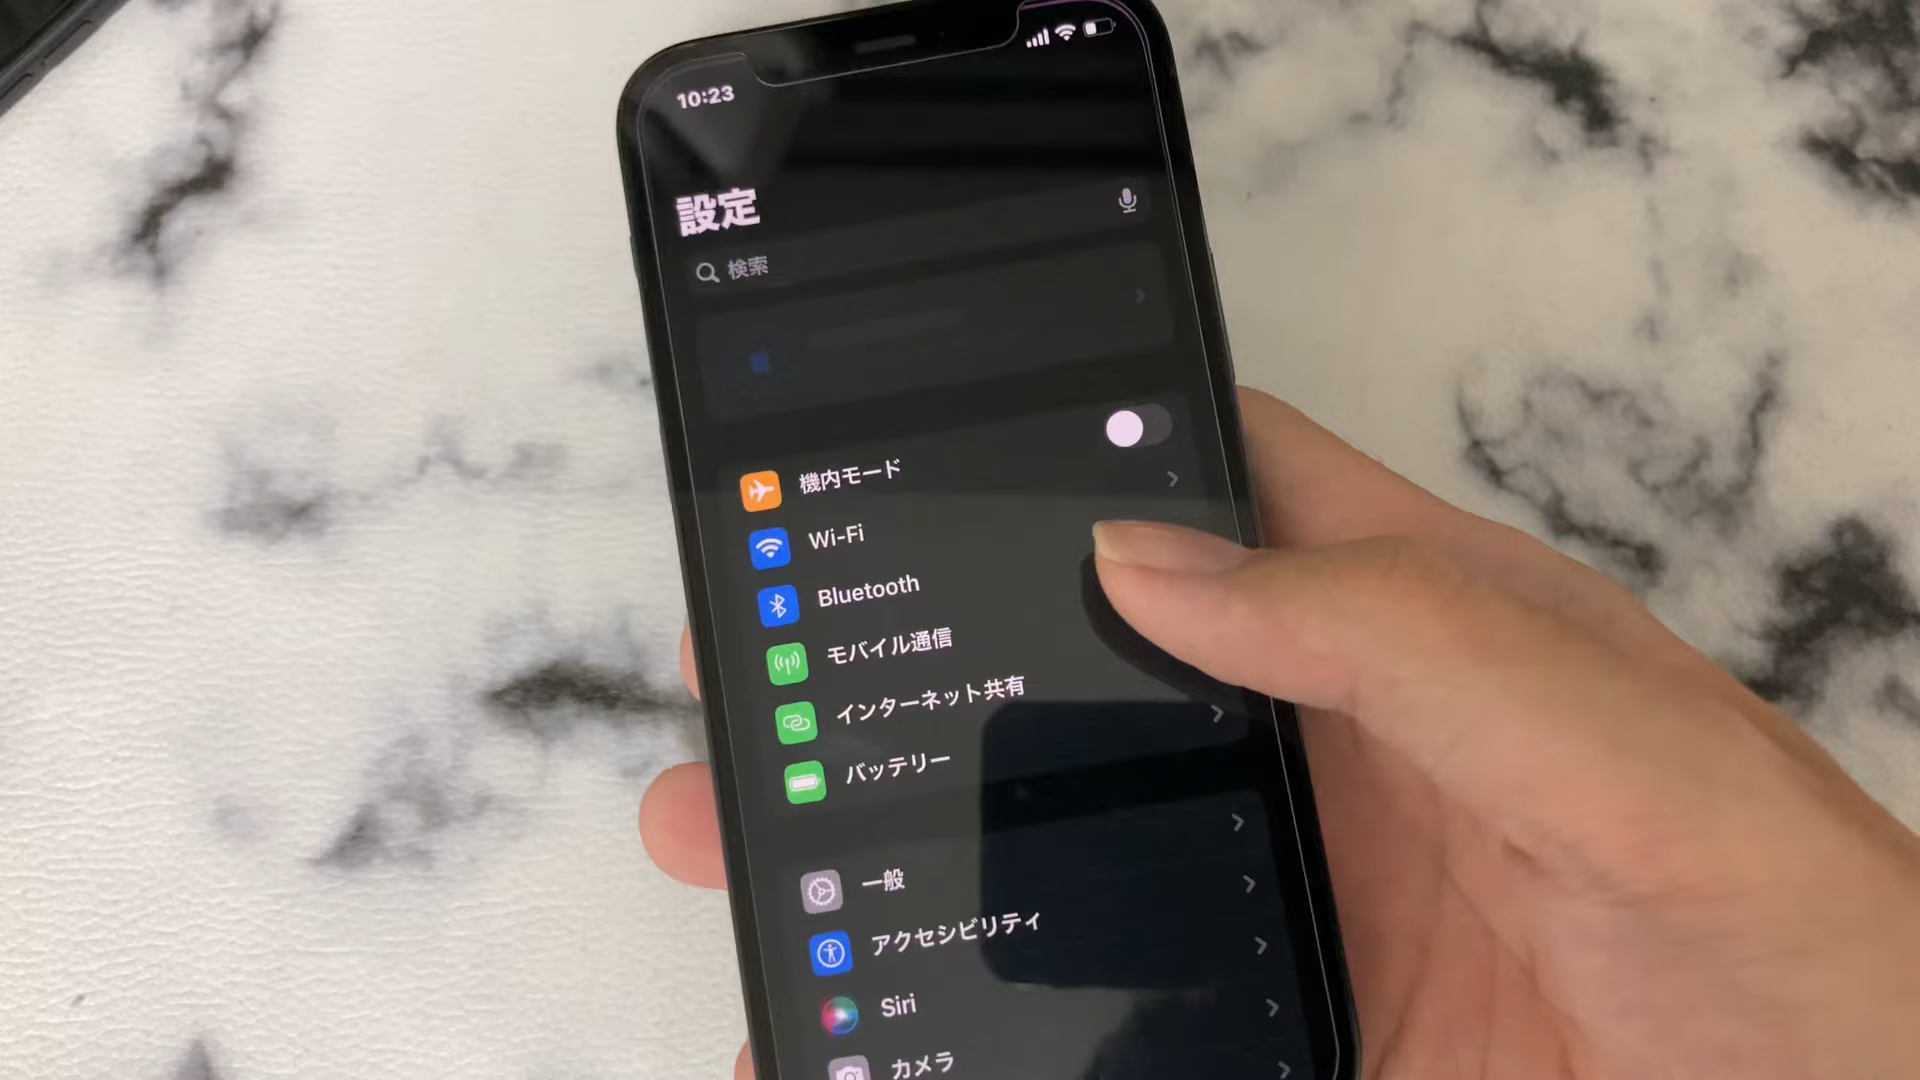 10:23
設定
検索
機内モード
Wi-Fi
Bluetooth
モバイル通信
インターネット共有
バッテリー
一般
アクセシビリティ
Siri
カメラ